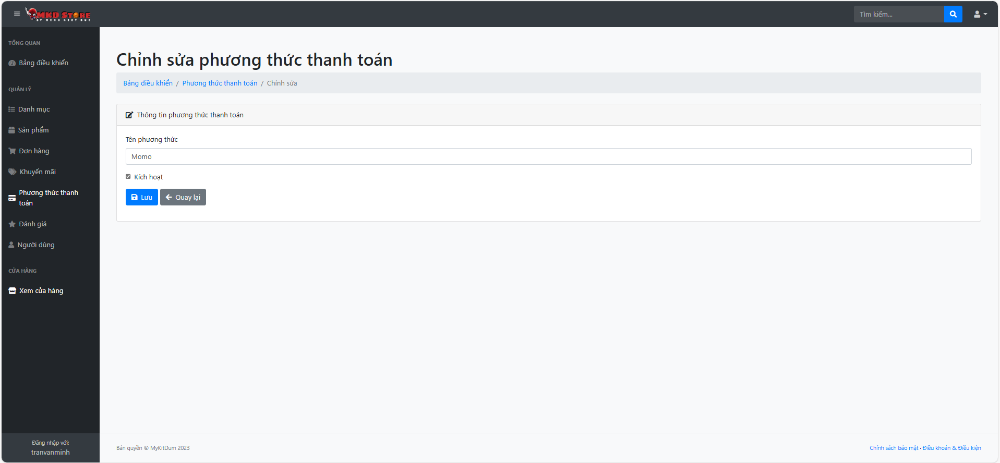 MKD STORE
BY MINH KIET DUC
Tìm kiếm...
TỔNG QUAN
Bảng điều khiển
QUẢN LÝ
Danh mục
Sản phẩm
Đơn hàng
Khuyến mãi
Phương thức thanh
toán
Đánh giá
Người dùng
CỬA HÀNG
Xem cửa hàng
Đăng nhập với:
tranvanminh
Chỉnh sửa phương thức thanh toán
Bảng điều khiển / Phương thức thanh toán / Chỉnh sửa
Thông tin phương thức thanh toán
Tên phương thức
Momo
Kích hoạt
Lưu
Quay lại
Bản quyền © MyKitDum 2023
Chính sách bảo mật · Điều khoản & Điều kiện